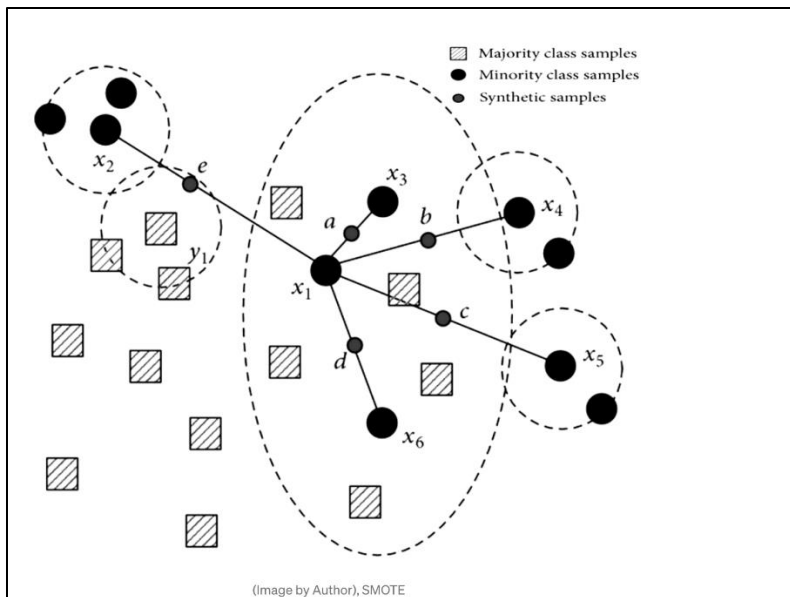 Majority class samples
Minority class samples
Synthetic samples
x2
e
x3
a
b
x4
y1
x1
c
d
x5
x6
(Image by Author), SMOTE